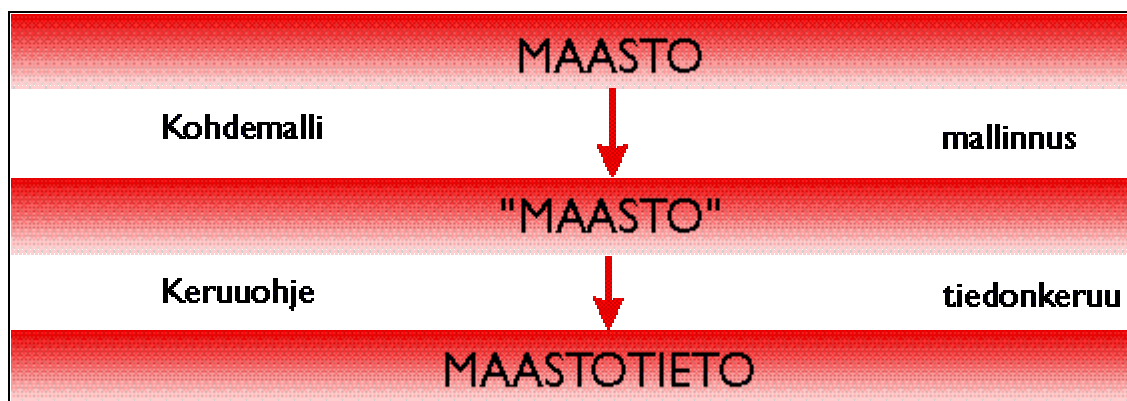 MAASTO
Kohdemalli
mallinnus
"MAASTO"
Keruuohje
tiedonkeruu
MAASTOTIETO